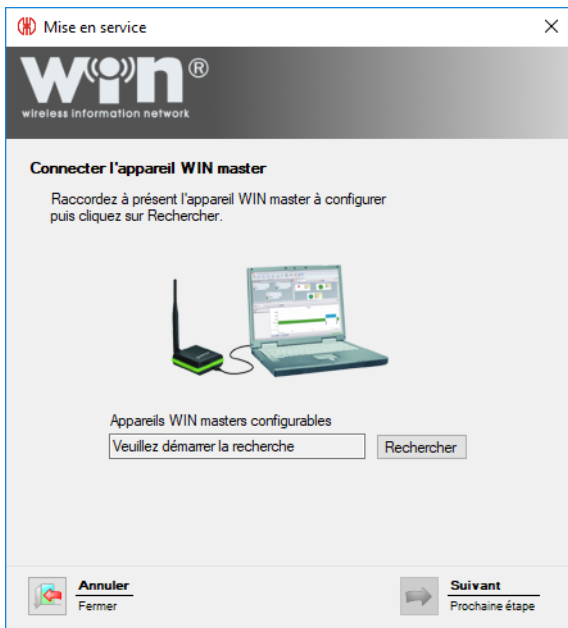 Mise en service
WIN®
wireless information network
Connecter l'appareil WIN master
Raccordez à présent l'appareil WIN master à configurer
puis cliquez sur Rechercher.
Appareils WIN masters configurables
Veuillez démarrer la recherche
Rechercher
Annuler
Fermer
Suivant
Prochaine étape